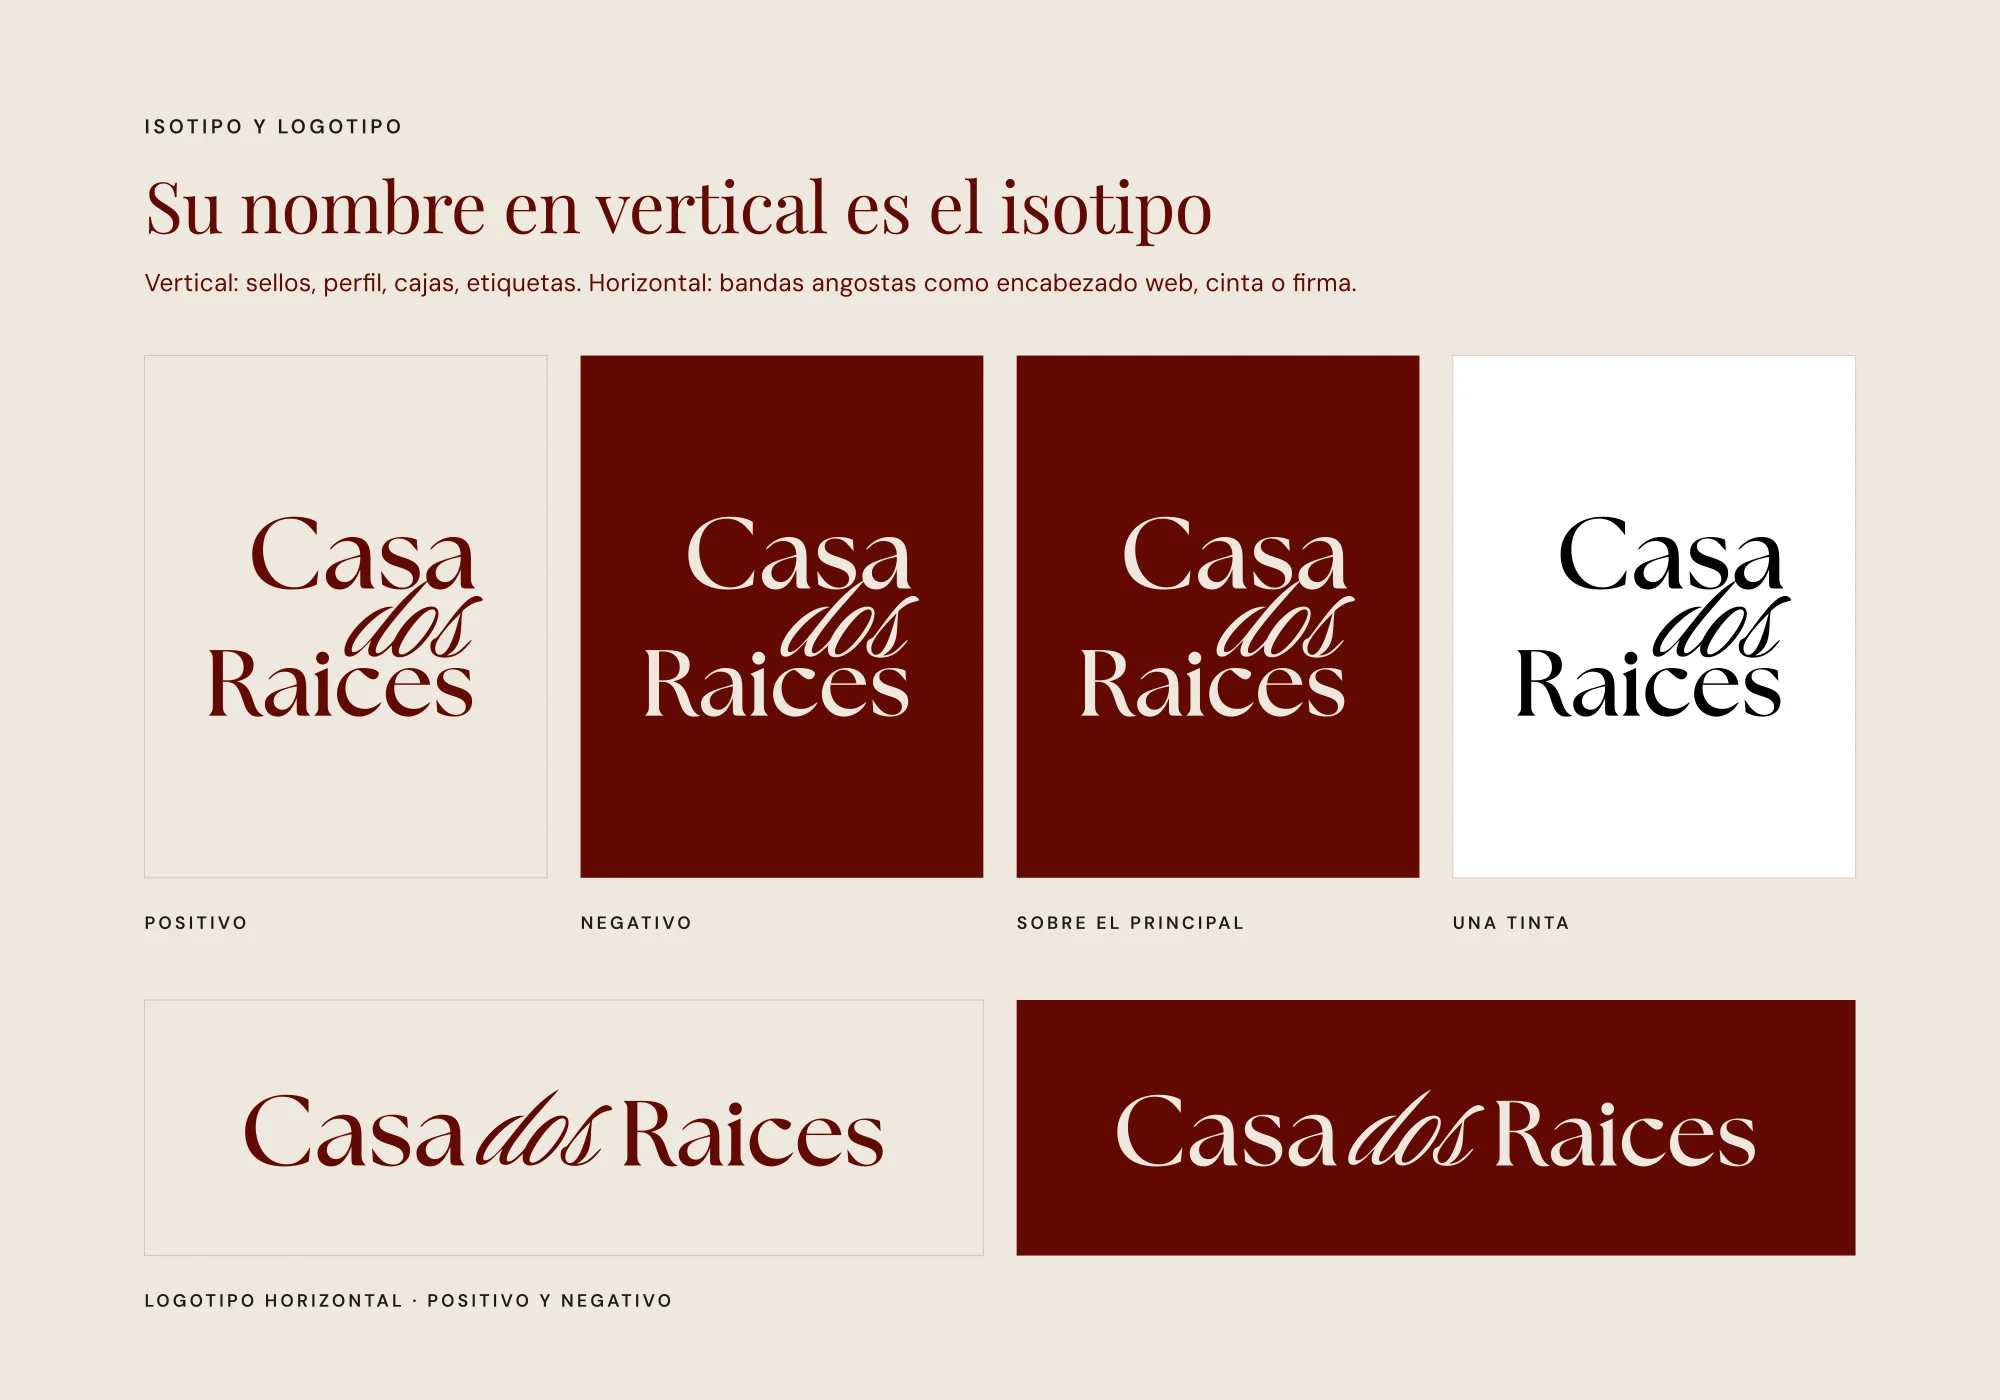 ISOTIPO Y LOGOTIPO
Su nombre en vertical es el isotipo
Vertical: sellos, perfil, cajas, etiquetas. Horizontal: bandas angostas como encabezado web, cinta o firma.
Casa
dos
Raices
Casa
dos
Raices
Casa
dos
Raices
Casa
dos
Raices
POSITIVO
NEGATIVO
SOBRE EL PRINCIPAL
UNA TINTA
Casa dos Raices
Casa dos Raices
LOGOTIPO HORIZONTAL · POSITIVO Y NEGATIVO